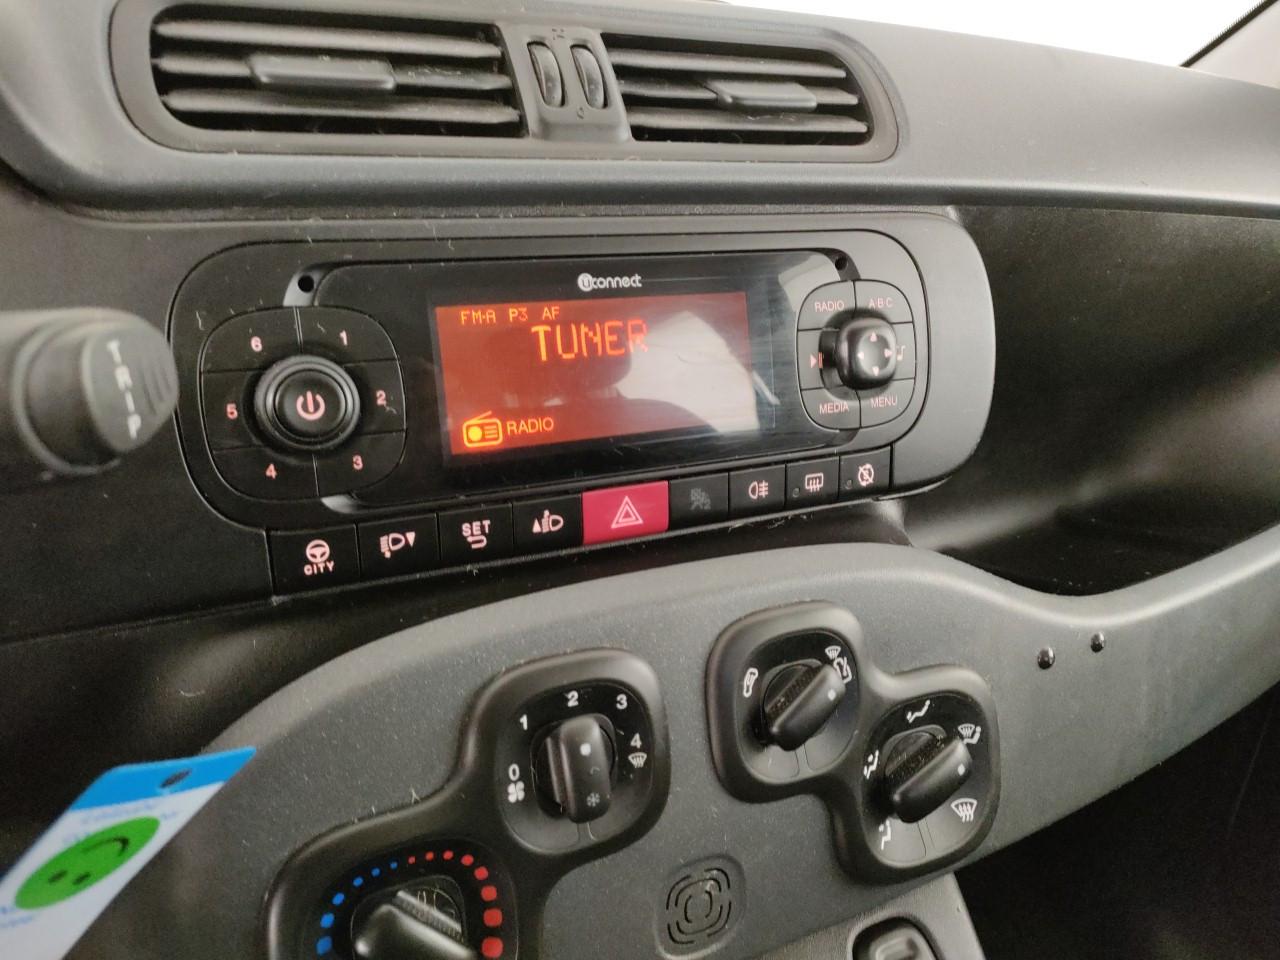 Uconnect
FM-A P3 AF
TUNER
RADIO
6 1
5 2
4 3
RADIO ABC
MEDIA MENU
TRIP
CITY
SET
1 2 3 4
0